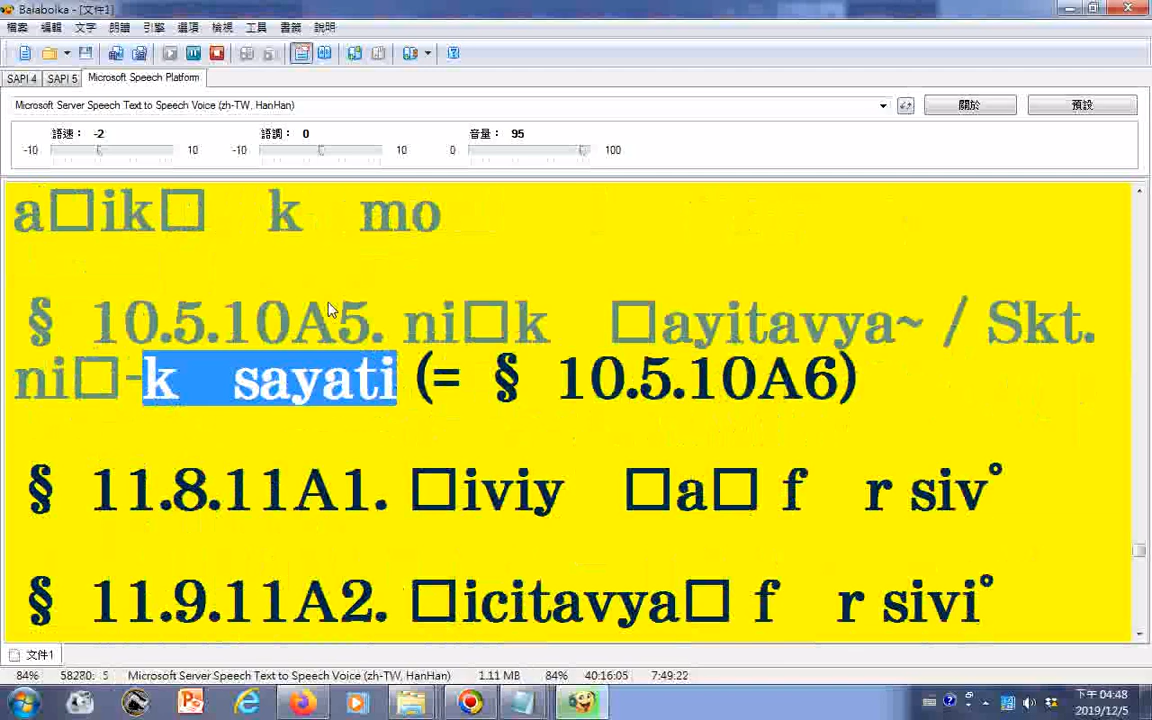 Balabolka - [文件1]
檔案 編輯 文字 朗讀 引擎 選項 檢視 工具 書籤 說明
SAPI 4 SAPI 5 Microsoft Speech Platform
Microsoft Server Speech Text to Speech Voice (zh-TW, HanHan) 關於 預設
語速： -2 語調： 0 音量： 95
-10 10 -10 10 0 100
a□ik□ k mo
§ 10.5.10A5. ni□k □ayitavya~ / Skt.
ni□-k sayati (= § 10.5.10A6)
§ 11.8.11A1. □iviy □a□ f r siv°
§ 11.9.11A2. □icitavya□ f r sivi°
文件1
84% 58280: 5 Microsoft Server Speech Text to Speech Voice (zh-TW, HanHan) 1.11 MB 84% 40:16:05 7:49:22
下午 04:48
2019/12/5